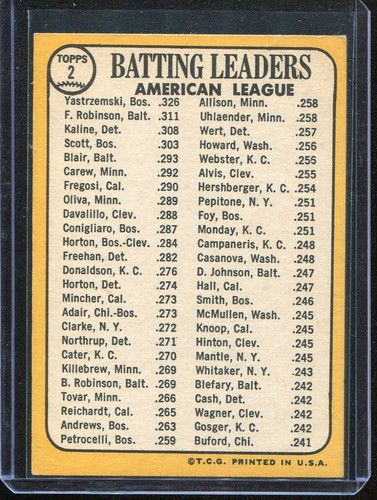 TOPPS
2
BATTING LEADERS
AMERICAN LEAGUE
Yastrzemski, Bos. .326
F. Robinson, Balt. .311
Kaline, Det. .308
Scott, Bos. .303
Blair, Balt. .293
Carew, Minn. .292
Fregosi, Cal. .290
Oliva, Minn. .289
Davalillo, Clev. .288
Conigliaro, Bos. .287
Horton, Bos.-Clev. .284
Freehan, Det. .282
Donaldson, K. C. .276
Horton, Det. .274
Mincher, Cal. .273
Adair, Chi.-Bos. .273
Clarke, N. Y. .272
Northrup, Det. .271
Cater, K. C. .270
Killebrew, Minn. .269
B. Robinson, Balt. .269
Tovar, Minn. .266
Reichardt, Cal. .265
Andrews, Bos. .263
Petrocelli, Bos. .259
Allison, Minn. .258
Uhlaender, Minn. .258
Wert, Det. .257
Howard, Wash. .256
Webster, K. C. .256
Alvis, Clev. .255
Hershberger, K. C. .254
Pepitone, N. Y. .251
Foy, Bos. .251
Monday, K. C. .251
Campaneris, K. C. .248
Casanova, Wash. .248
D. Johnson, Balt. .247
Hall, Cal. .247
Smith, Bos. .246
McMullen, Wash. .245
Knoop, Cal. .245
Hinton, Clev. .245
Mantle, N. Y. .245
Whitaker, N. Y. .243
Blefary, Balt. .242
Cash, Det. .242
Wagner, Clev. .242
Gosger, K. C. .242
Buford, Chi. .241
©T.C.G. PRINTED IN U.S.A.